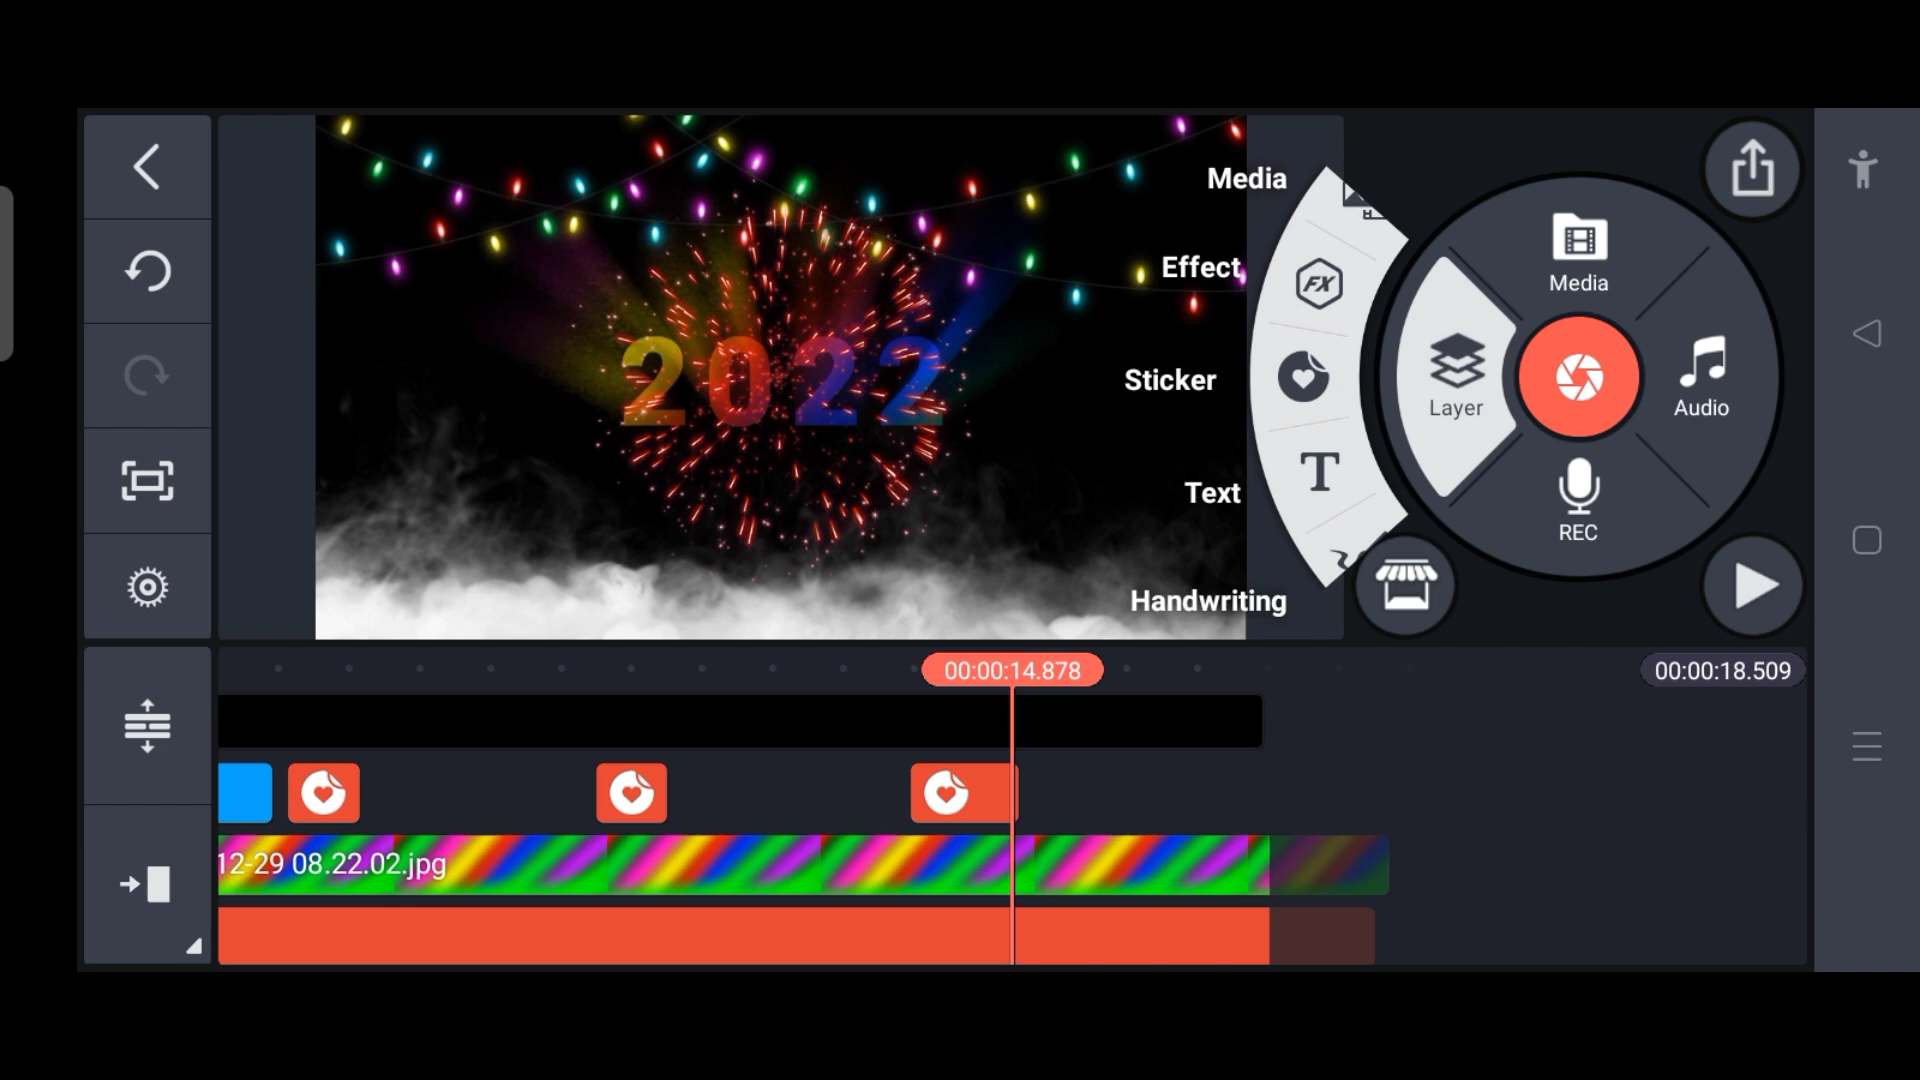 Media
Effect
Sticker
Text
Handwriting
FX
T
Media
Layer
Audio
REC
2022
00:00:14.878
00:00:18.509
12-29 08.22.02.jpg